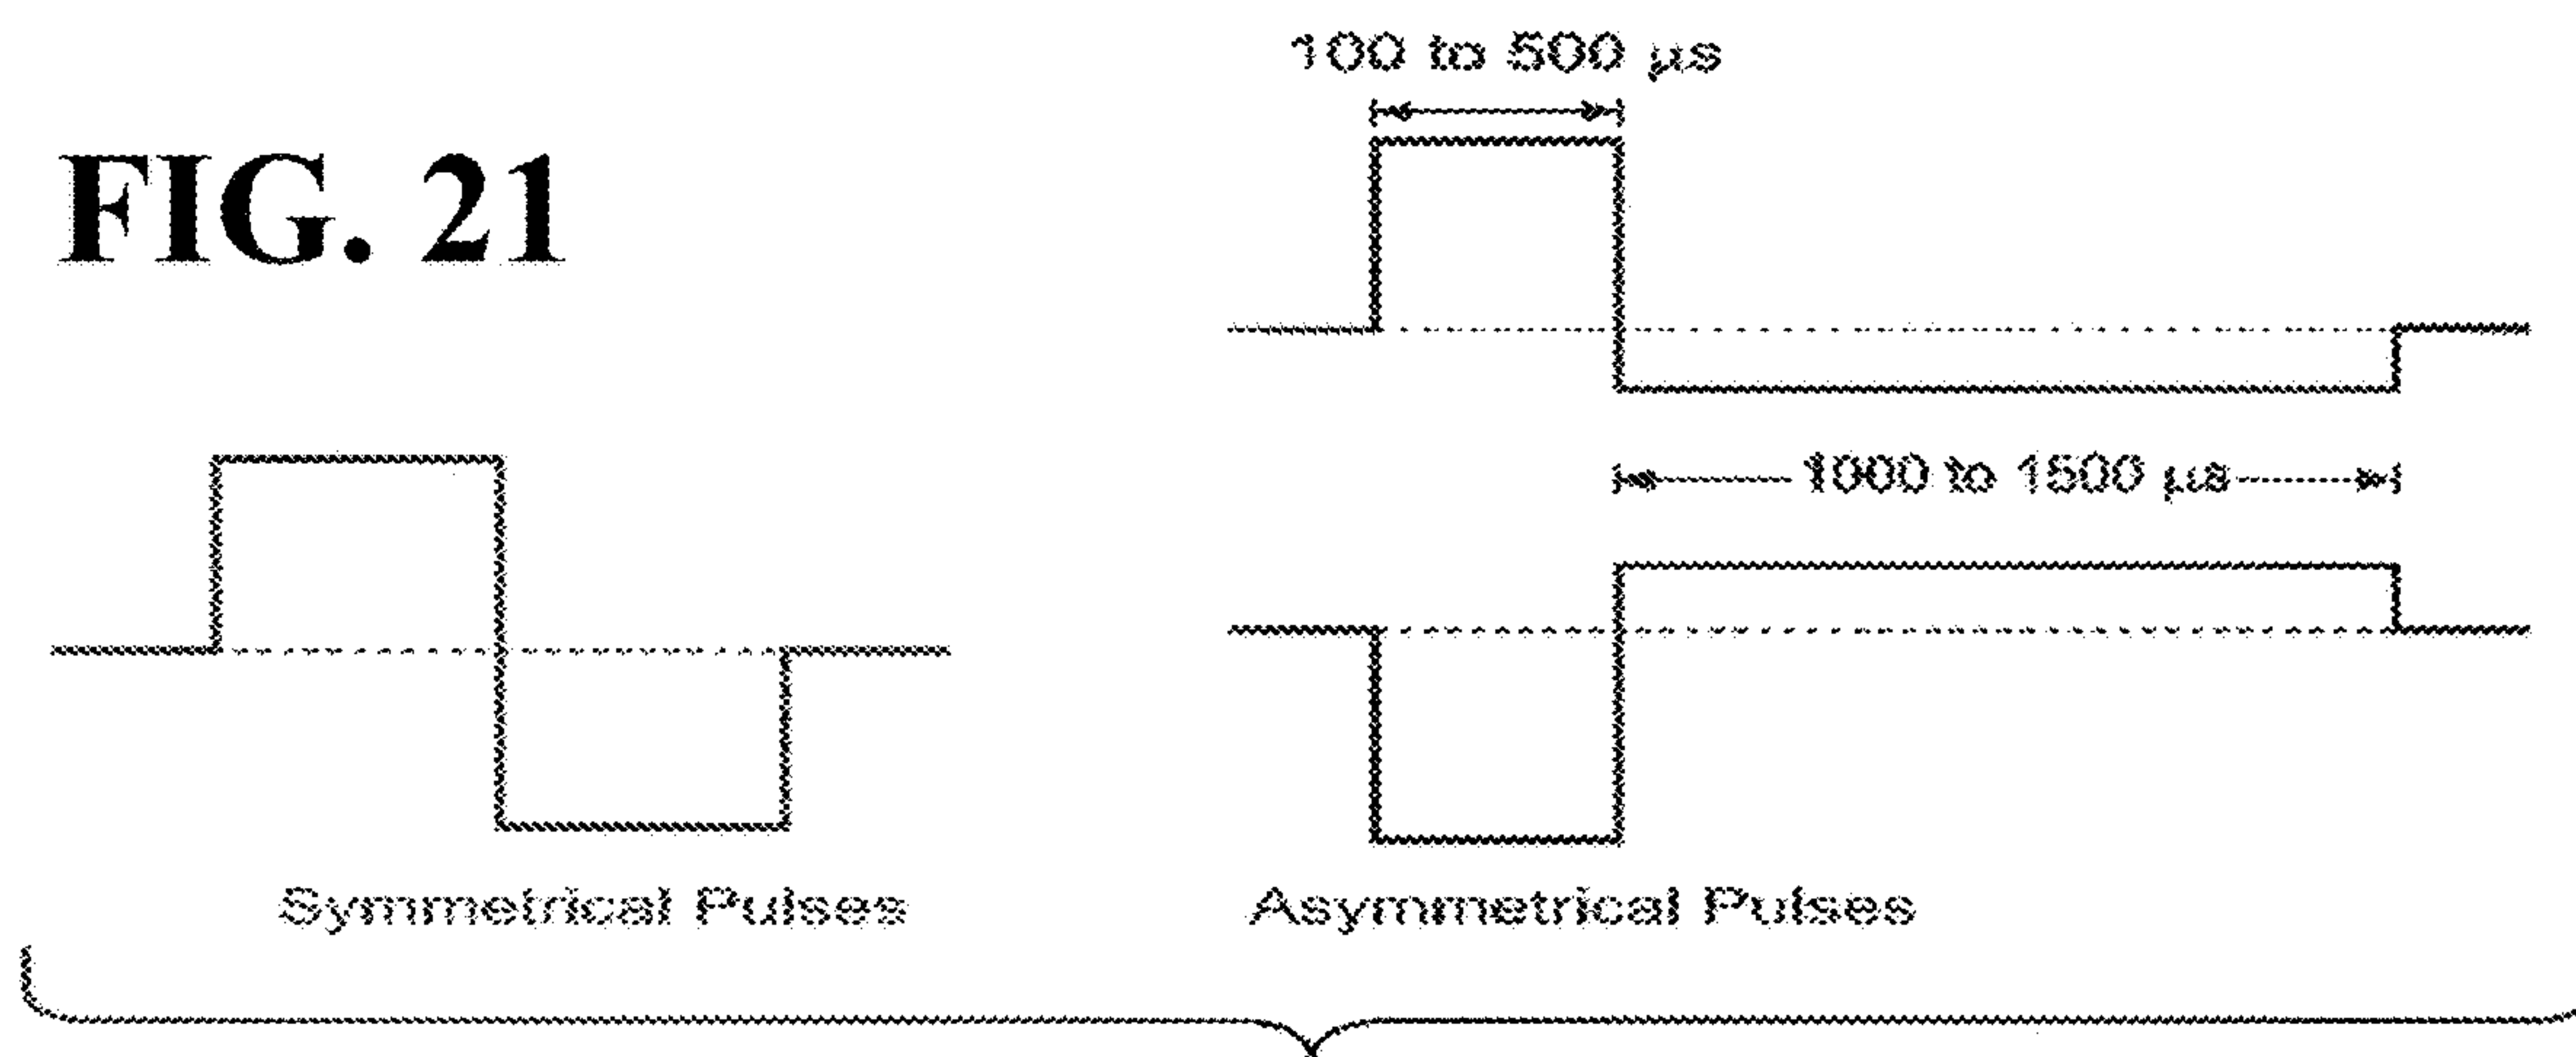 100 to 500 µs
FIG. 21
1000 to 1500 µs
Symmetrical Pulses
Asymmetrical Pulses